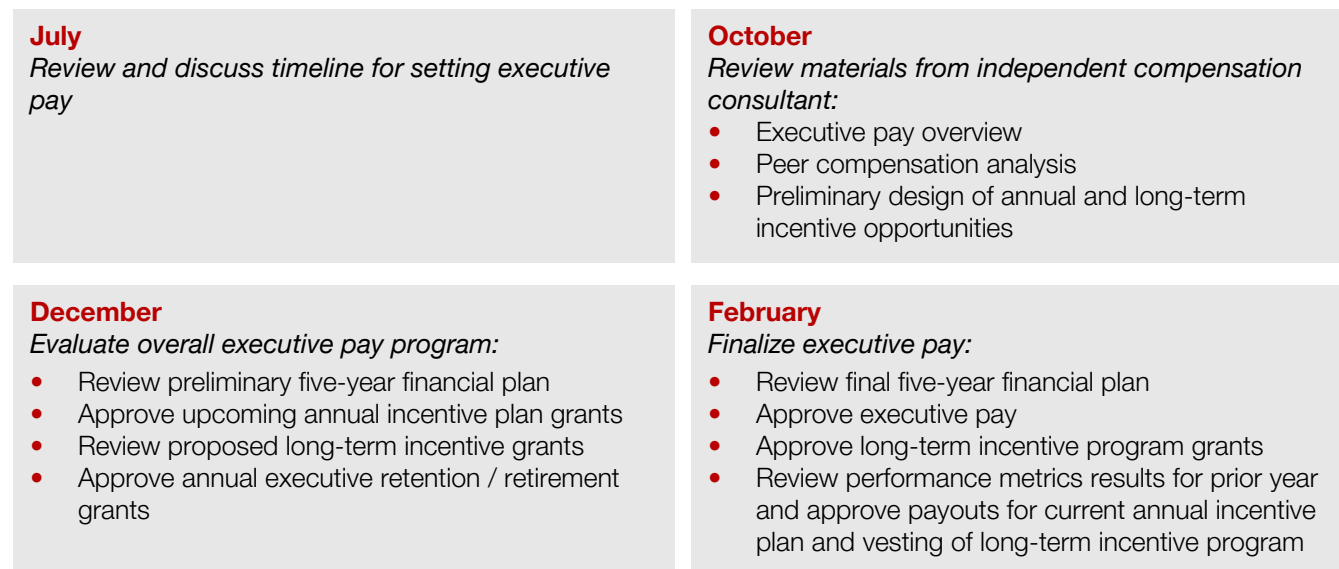 July
Review and discuss timeline for setting executive
pay
October
Review materials from independent compensation
consultant:
• Executive pay overview
• Peer compensation analysis
• Preliminary design of annual and long-term
incentive opportunities
December
Evaluate overall executive pay program:
• Review preliminary five-year financial plan
• Approve upcoming annual incentive plan grants
• Review proposed long-term incentive grants
• Approve annual executive retention / retirement
grants
February
Finalize executive pay:
• Review final five-year financial plan
• Approve executive pay
• Approve long-term incentive program grants
• Review performance metrics results for prior year
and approve payouts for current annual incentive
plan and vesting of long-term incentive program